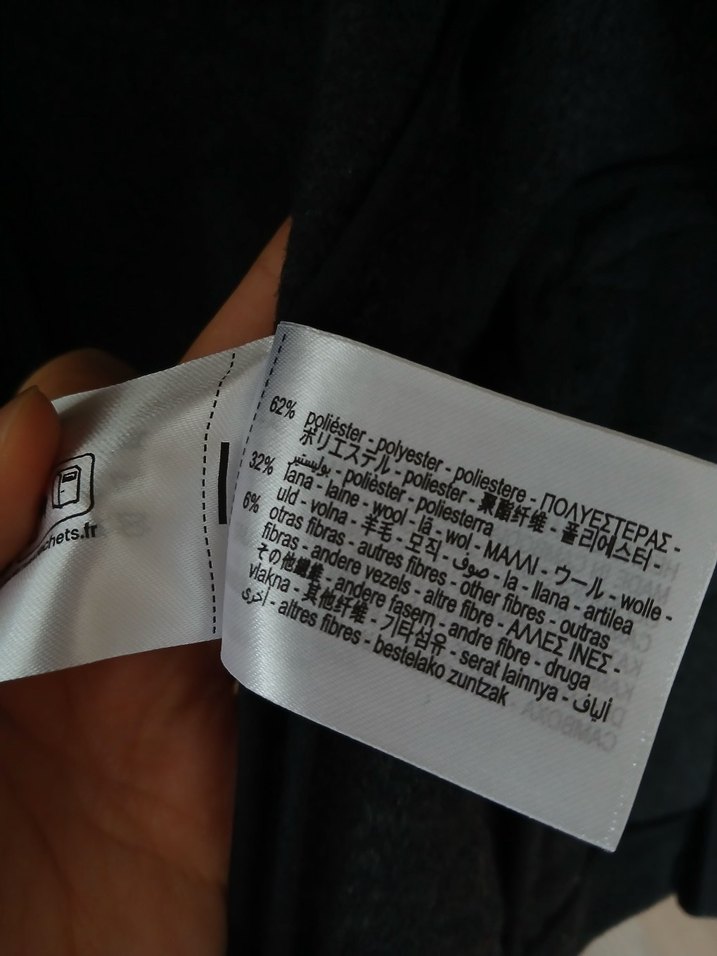 62% poliéster - polyester - poliestere - ΠΟΛΥΕΣΤΕΡΑΣ -
ポリエステル - poliester - 聚酯纤维 - 폴리에스터 -
بوليستر - polièster - poliesterra
32% lana - laine - wool - lã - wol - ΜΑΛΛΙ - ウール - wolle -
uld - volna - 羊毛 - 모직 - صوف - la - llana - artilea
6% otras fibras - autres fibres - other fibres - outras
fibras - andere vezels - altre fibre - ΑΛΛΕΣ ΙΝΕΣ -
その他繊維 - andere fasern - andre fibre - druga
vlakna - 其他纤维 - 기타섬유 - serat lainnya - ألياف
أخرى - altres fibres - bestelako zuntzak
chets.fr